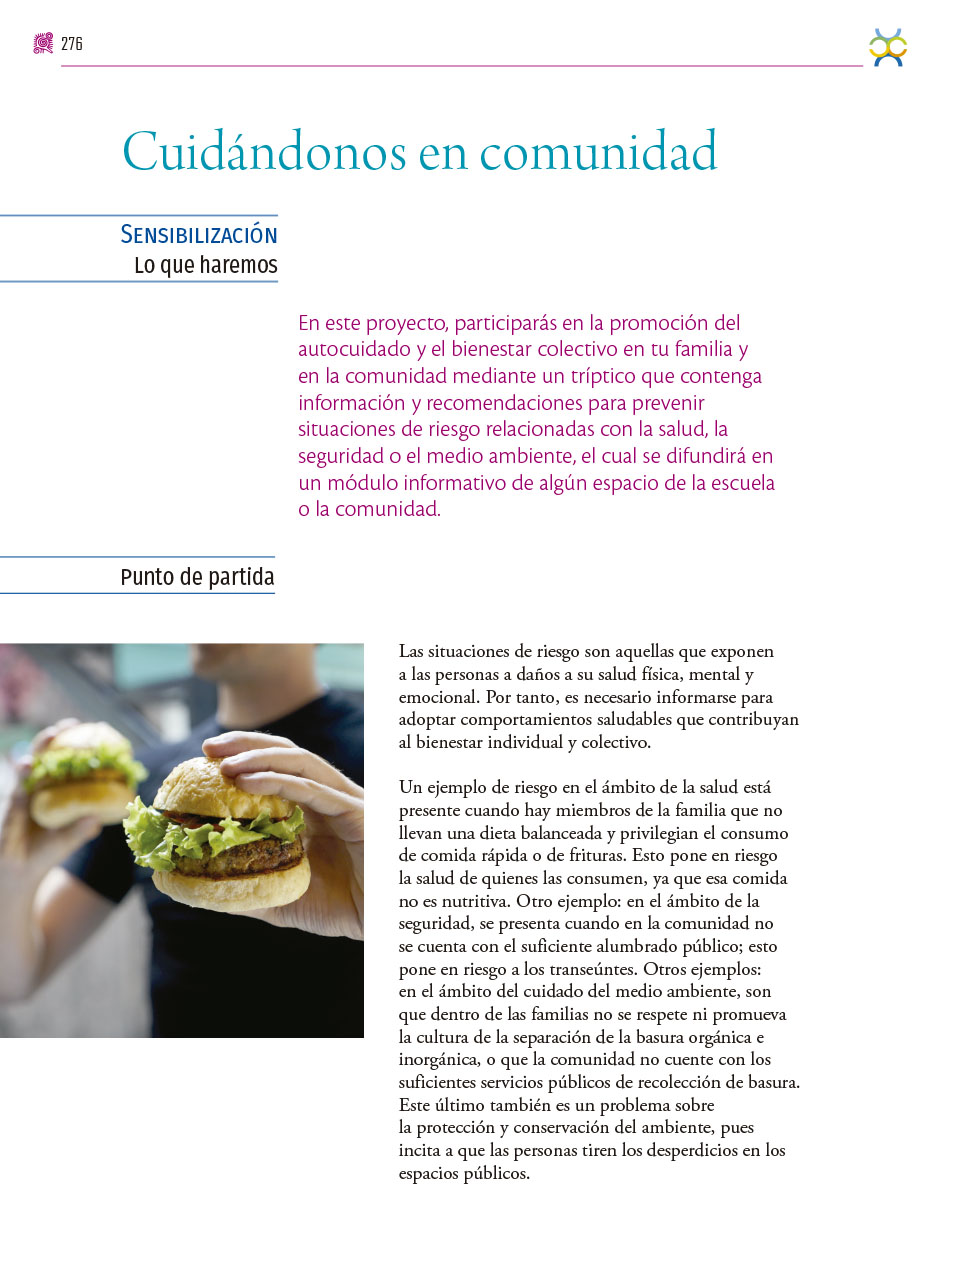 276
Cuidándonos en comunidad
Sensibilización
Lo que haremos
En este proyecto, participarás en la promoción del
autocuidado y el bienestar colectivo en tu familia y
en la comunidad mediante un tríptico que contenga
información y recomendaciones para prevenir
situaciones de riesgo relacionadas con la salud, la
seguridad o el medio ambiente, el cual se difundirá en
un módulo informativo de algún espacio de la escuela
o la comunidad.
Punto de partida
Las situaciones de riesgo son aquellas que exponen
a las personas a daños a su salud física, mental y
emocional. Por tanto, es necesario informarse para
adoptar comportamientos saludables que contribuyan
al bienestar individual y colectivo.
Un ejemplo de riesgo en el ámbito de la salud está
presente cuando hay miembros de la familia que no
llevan una dieta balanceada y privilegian el consumo
de comida rápida o de frituras. Esto pone en riesgo
la salud de quienes las consumen, ya que esa comida
no es nutritiva. Otro ejemplo: en el ámbito de la
seguridad, se presenta cuando en la comunidad no
se cuenta con el suficiente alumbrado público; esto
pone en riesgo a los transeúntes. Otros ejemplos:
en el ámbito del cuidado del medio ambiente, son
que dentro de las familias no se respete ni promueva
la cultura de la separación de la basura orgánica e
inorgánica, o que la comunidad no cuente con los
suficientes servicios públicos de recolección de basura.
Este último también es un problema sobre
la protección y conservación del ambiente, pues
incita a que las personas tiren los desperdicios en los
espacios públicos.